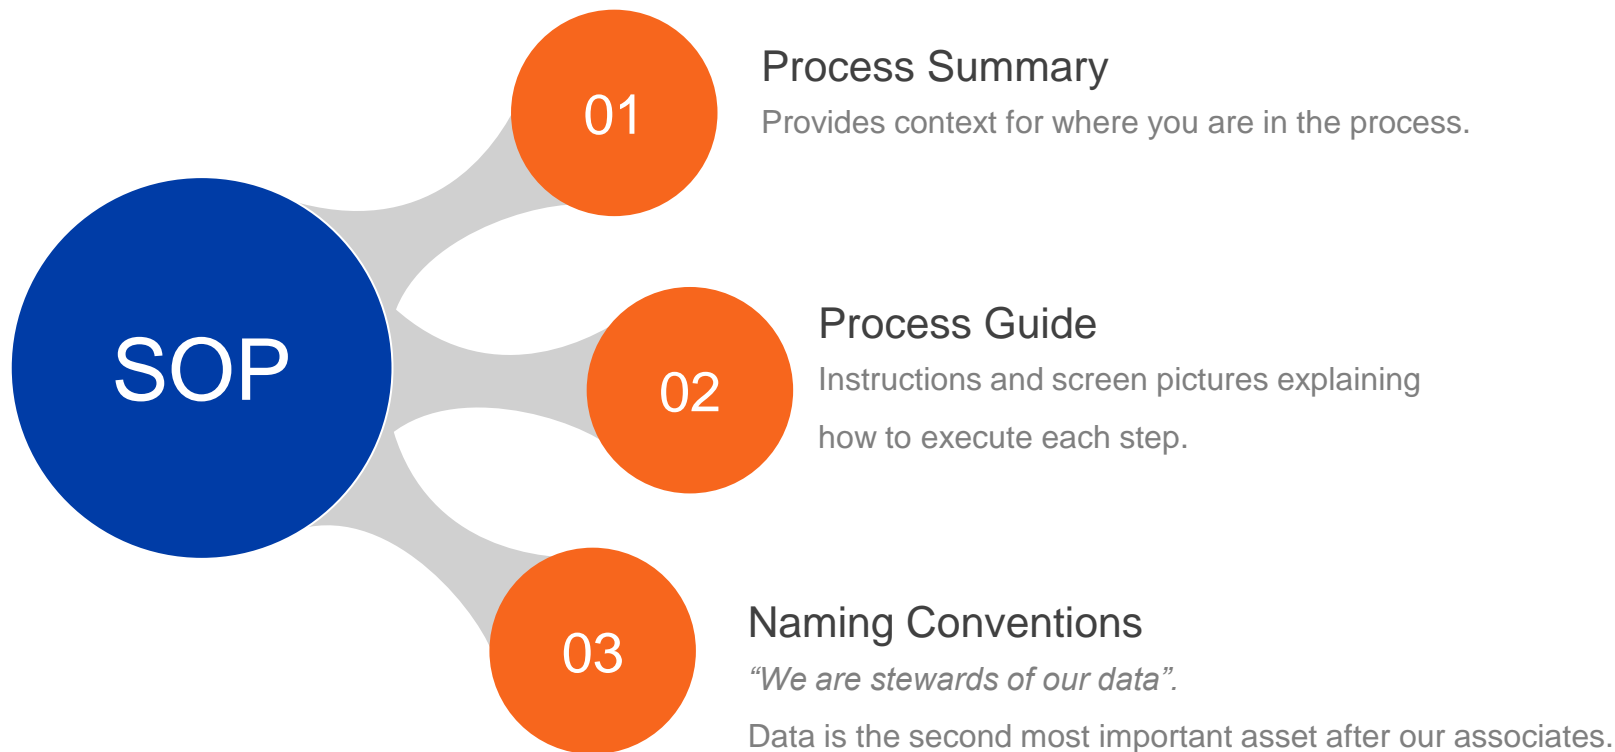 SOP
01
Process Summary
Provides context for where you are in the process.
02
Process Guide
Instructions and screen pictures explaining
how to execute each step.
03
Naming Conventions
“We are stewards of our data”.
Data is the second most important asset after our associates.